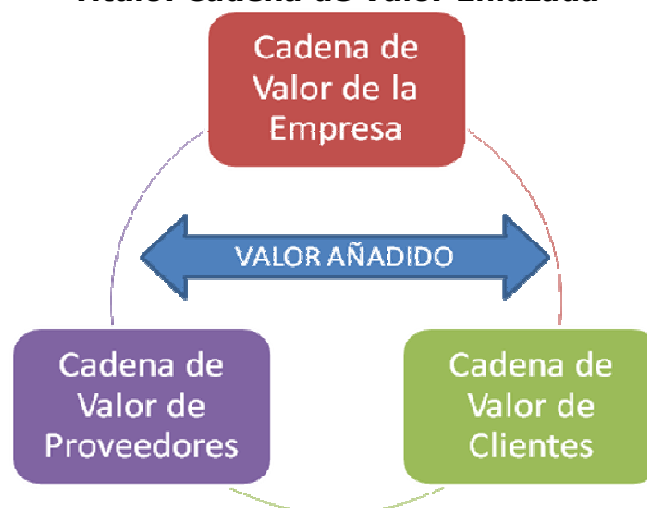 Cadena de
Valor de la
Empresa
VALOR AÑADIDO
Cadena de
Valor de
Proveedores
Cadena de
Valor de
Clientes